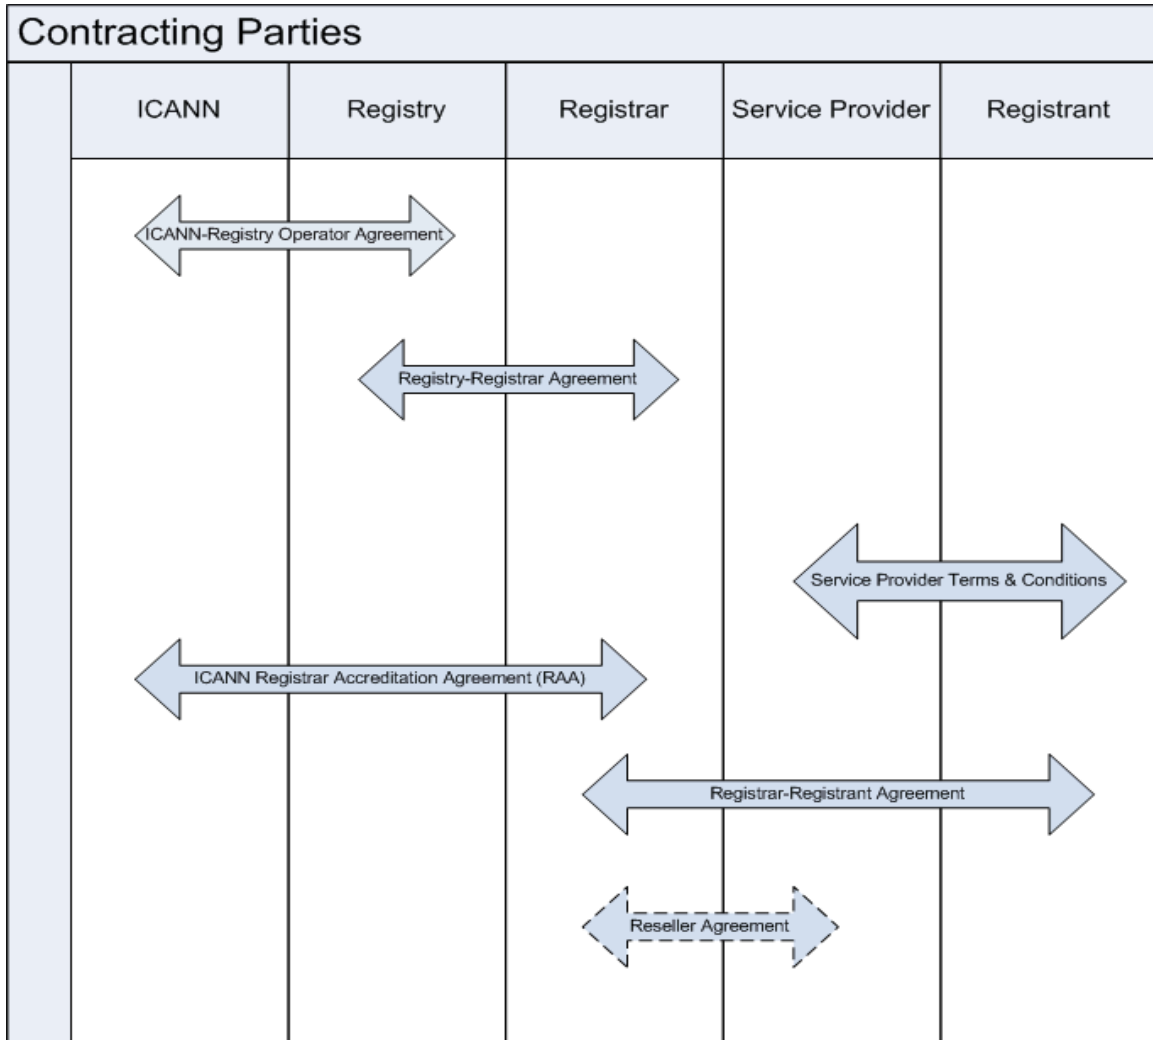 Contracting Parties
ICANN
Registry
Registrar
Service Provider
Registrant
ICANN-Registry Operator Agreement
Registry-Registrar Agreement
Service Provider Terms & Conditions
ICANN Registrar Accreditation Agreement (RAA)
Registrar-Registrant Agreement
Reseller Agreement